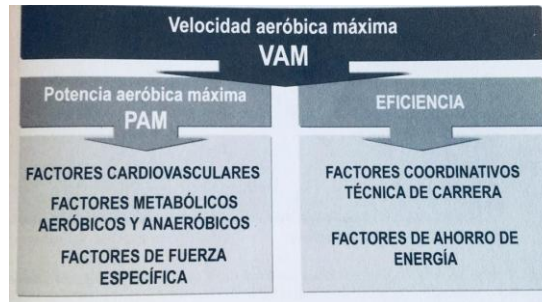 Velocidad aeróbica máxima
VAM
Potencia aeróbica máxima
PAM
FACTORES CARDIOVASCULARES
FACTORES METABÓLICOS
AERÓBICOS Y ANAERÓBICOS
FACTORES DE FUERZA
ESPECÍFICA
EFICIENCIA
FACTORES COORDINATIVOS
TÉCNICA DE CARRERA
FACTORES DE AHORRO DE
ENERGÍA